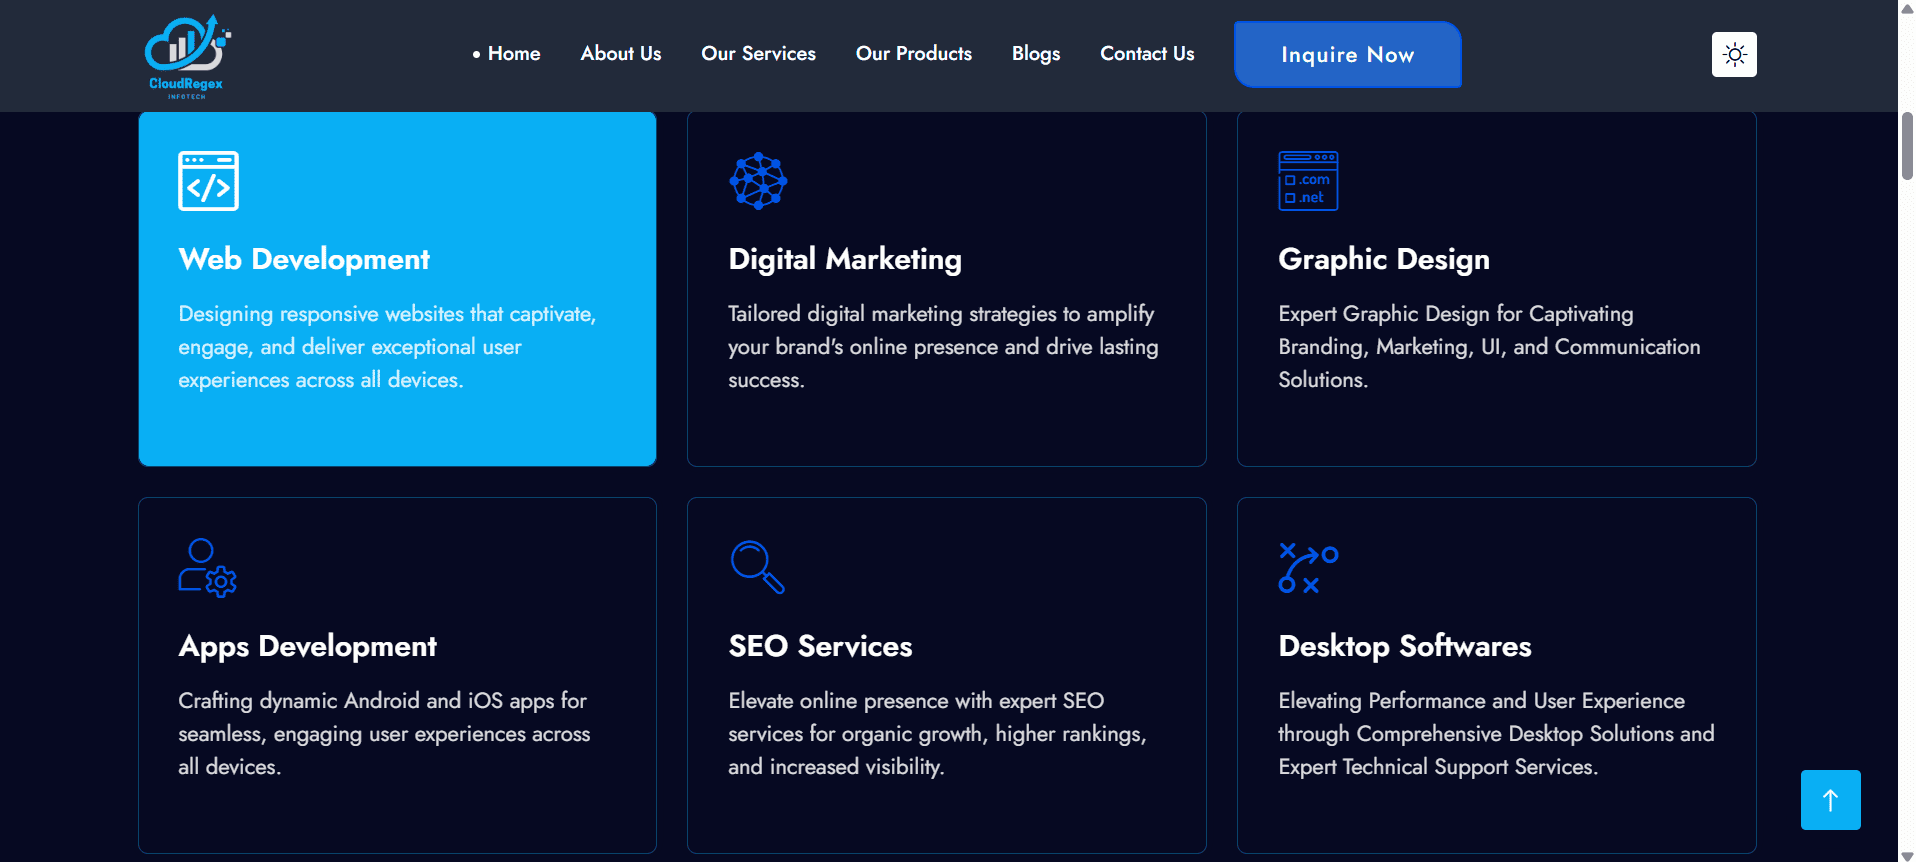 CloudRegex
INFOTECH
Home
About Us
Our Services
Our Products
Blogs
Contact Us
Inquire Now
Web Development
Designing responsive websites that captivate,
engage, and deliver exceptional user
experiences across all devices.
Digital Marketing
Tailored digital marketing strategies to amplify
your brand's online presence and drive lasting
success.
.com
.net
Graphic Design
Expert Graphic Design for Captivating
Branding, Marketing, UI, and Communication
Solutions.
Apps Development
Crafting dynamic Android and iOS apps for
seamless, engaging user experiences across
all devices.
SEO Services
Elevate online presence with expert SEO
services for organic growth, higher rankings,
and increased visibility.
Desktop Softwares
Elevating Performance and User Experience
through Comprehensive Desktop Solutions and
Expert Technical Support Services.